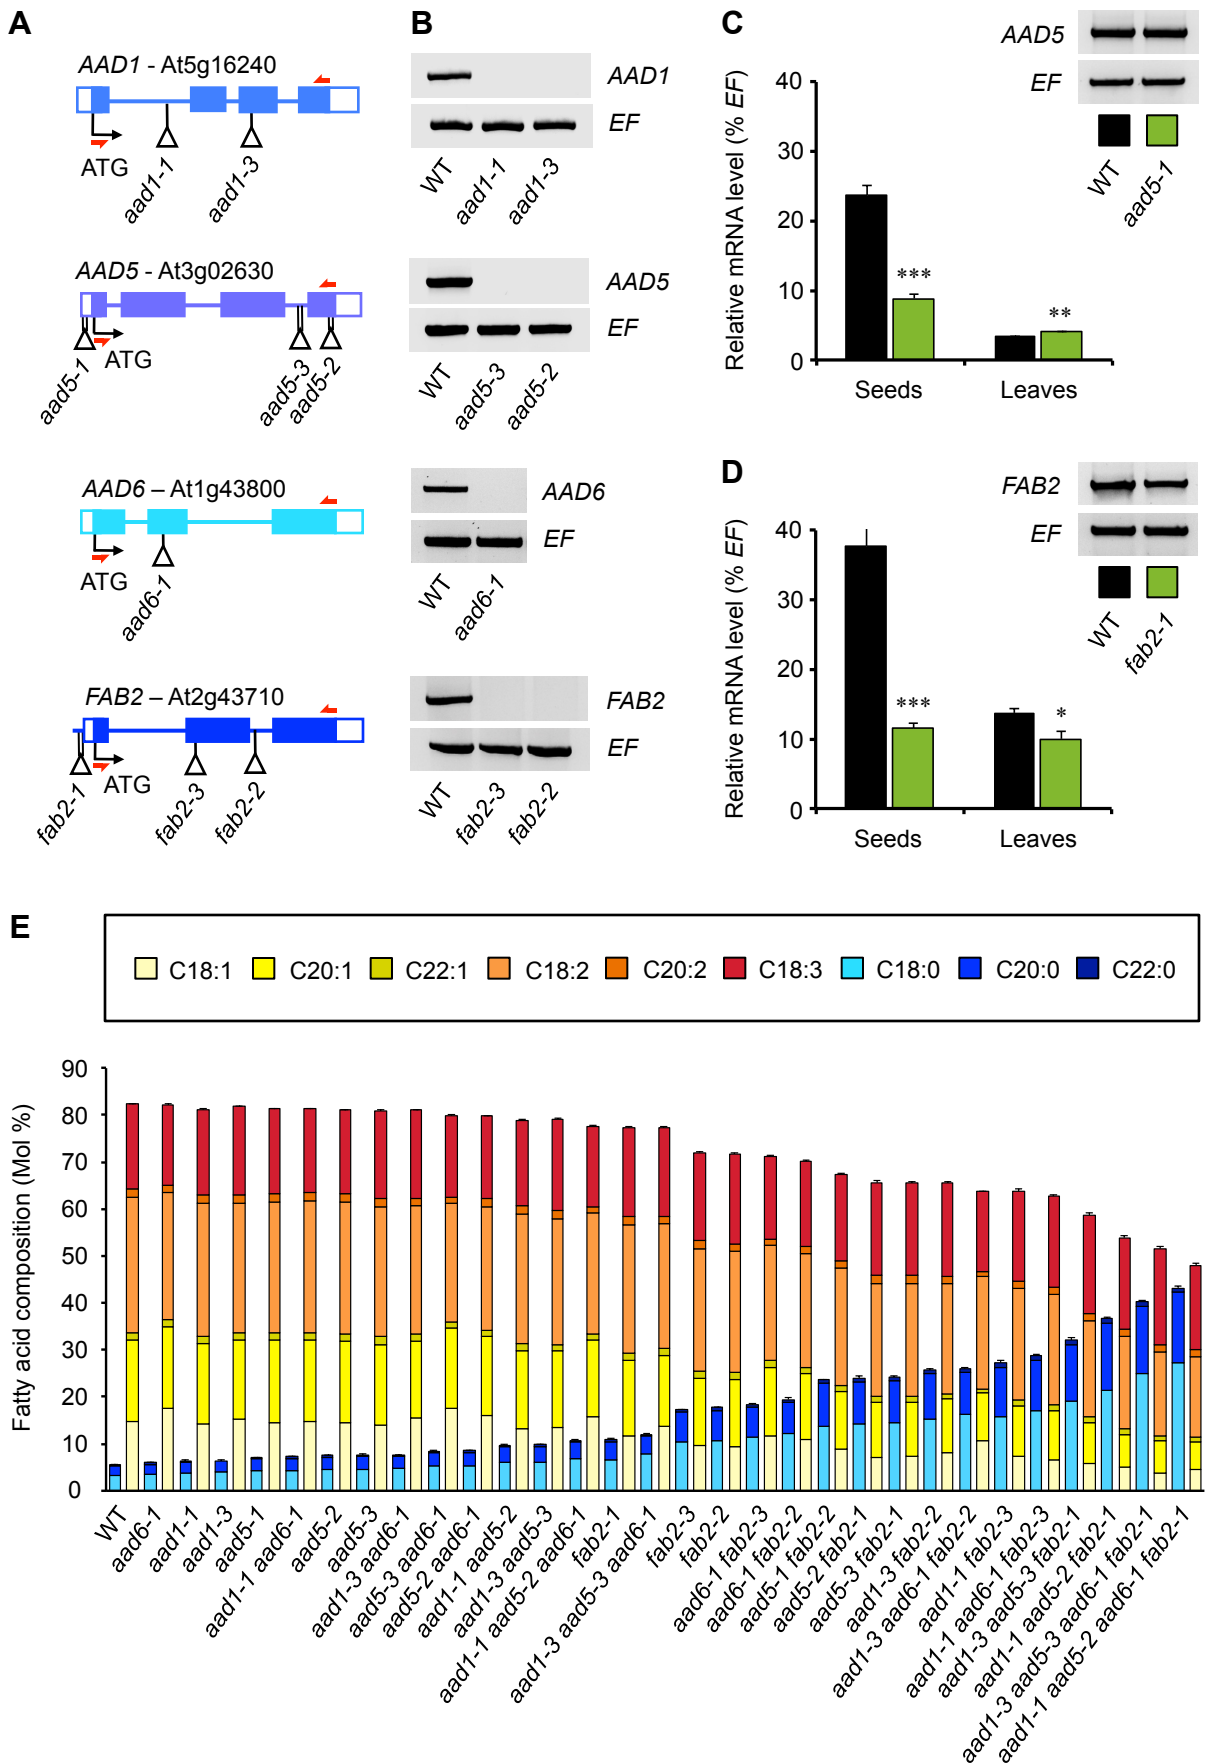 A
AAD1 - At5g16240
ATG
aad1-1
aad1-3
AAD5 - At3g02630
ATG
aad5-1
aad5-3
aad5-2
AAD6 – At1g43800
ATG
aad6-1
FAB2 – At2g43710
ATG
fab2-1
fab2-3
fab2-2
B
AAD1
EF
WT
aad1-1
aad1-3
AAD5
EF
WT
aad5-3
aad5-2
AAD6
EF
WT
aad6-1
FAB2
EF
WT
fab2-3
fab2-2
C
AAD5
EF
WT
aad5-1
Relative mRNA level (% EF)
40
30
20
10
0
***
**
Seeds
Leaves
D
FAB2
EF
WT
fab2-1
Relative mRNA level (% EF)
40
30
20
10
0
***
*
Seeds
Leaves
E
C18:1 C20:1 C22:1 C18:2 C20:2 C18:3 C18:0 C20:0 C22:0
Fatty acid composition (Mol %)
90
80
70
60
50
40
30
20
10
0
WT
aad6-1
aad1-1
aad1-3
aad5-1
aad1-1 aad6-1
aad5-2
aad5-3
aad1-3 aad6-1
aad5-3 aad6-1
aad5-2 aad6-1
aad1-1 aad5-2
aad1-3 aad5-3
aad1-1 aad5-2 aad6-1
fab2-1
aad1-3 aad5-3 aad6-1
fab2-3
fab2-2
aad6-1 fab2-3
aad6-1 fab2-2
aad5-1 fab2-2
aad5-2 fab2-1
aad5-3 fab2-1
aad1-3 fab2-2
aad1-3 aad6-1 fab2-2
aad1-1 fab2-3
aad1-1 aad6-1 fab2-3
aad1-3 aad5-3 fab2-1
aad1-1 aad5-2 fab2-1
aad1-3 aad5-3 aad6-1 fab2-1
aad1-1 aad5-2 aad6-1 fab2-1